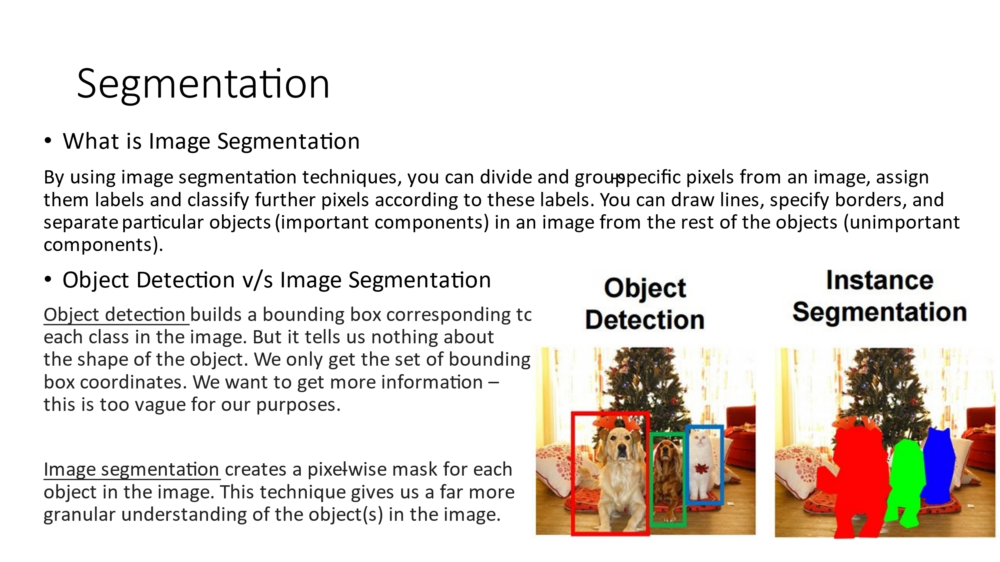 Segmentation
• What is Image Segmentation
By using image segmentation techniques, you can divide and group specific pixels from an image, assign
them labels and classify further pixels according to these labels. You can draw lines, specify borders, and
separate particular objects (important components) in an image from the rest of the objects (unimportant
components).
• Object Detection v/s Image Segmentation
Object detection builds a bounding box corresponding to
each class in the image. But it tells us nothing about
the shape of the object. We only get the set of bounding
box coordinates. We want to get more information –
this is too vague for our purposes.
Image segmentation creates a pixel-wise mask for each
object in the image. This technique gives us a far more
granular understanding of the object(s) in the image.
Object
Detection
Instance
Segmentation